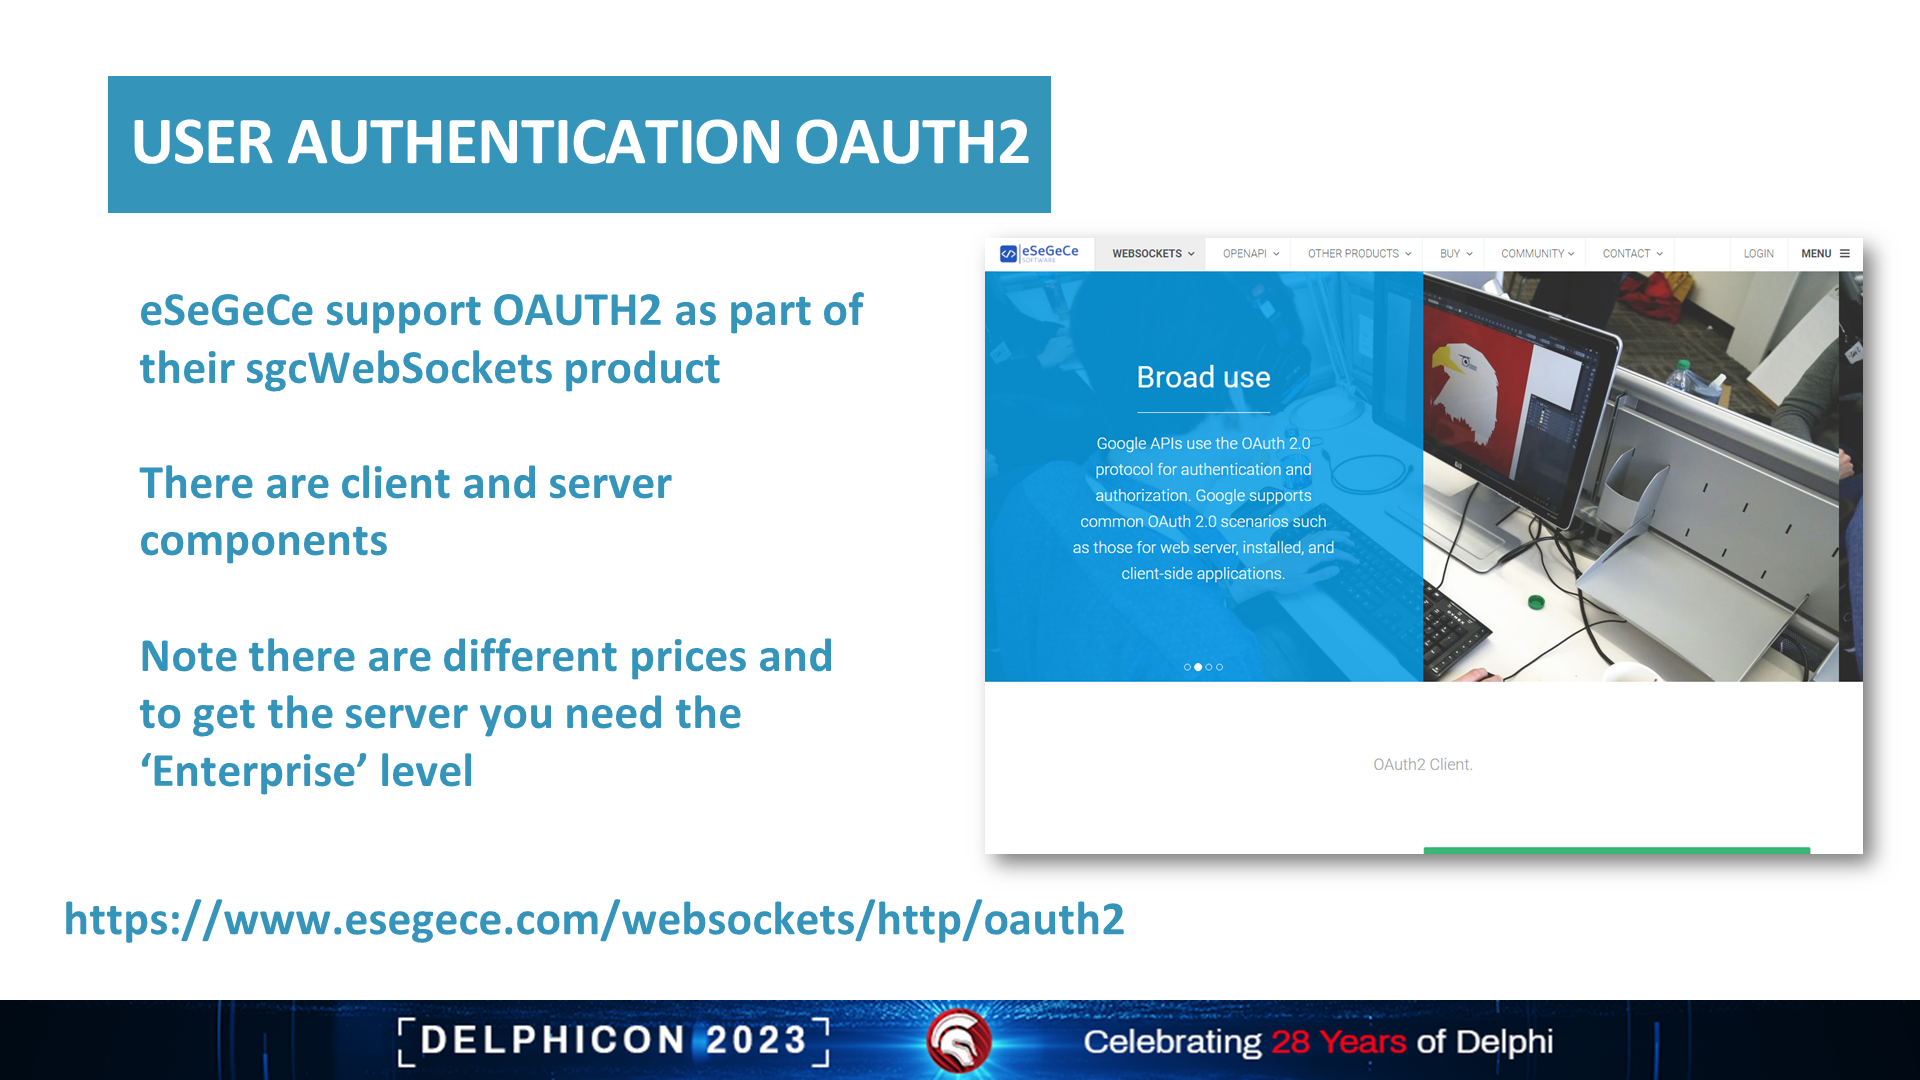 USER AUTHENTICATION OAUTH2
eSeGeCe support OAUTH2 as part of
their sgcWebSockets product
There are client and server
components
Note there are different prices and
to get the server you need the
‘Enterprise’ level
https://www.esegece.com/websockets/http/oauth2
eSeGeCe
SOFTWARE
WEBSOCKETS
OPENAPI
OTHER PRODUCTS
BUY
COMMUNITY
CONTACT
LOGIN
MENU
Broad use
Google APIs use the OAuth 2.0
protocol for authentication and
authorization. Google supports
common OAuth 2.0 scenarios such
as those for web server, installed, and
client-side applications.
OAuth2 Client.
DELPHICON 2023
Celebrating 28 Years of Delphi